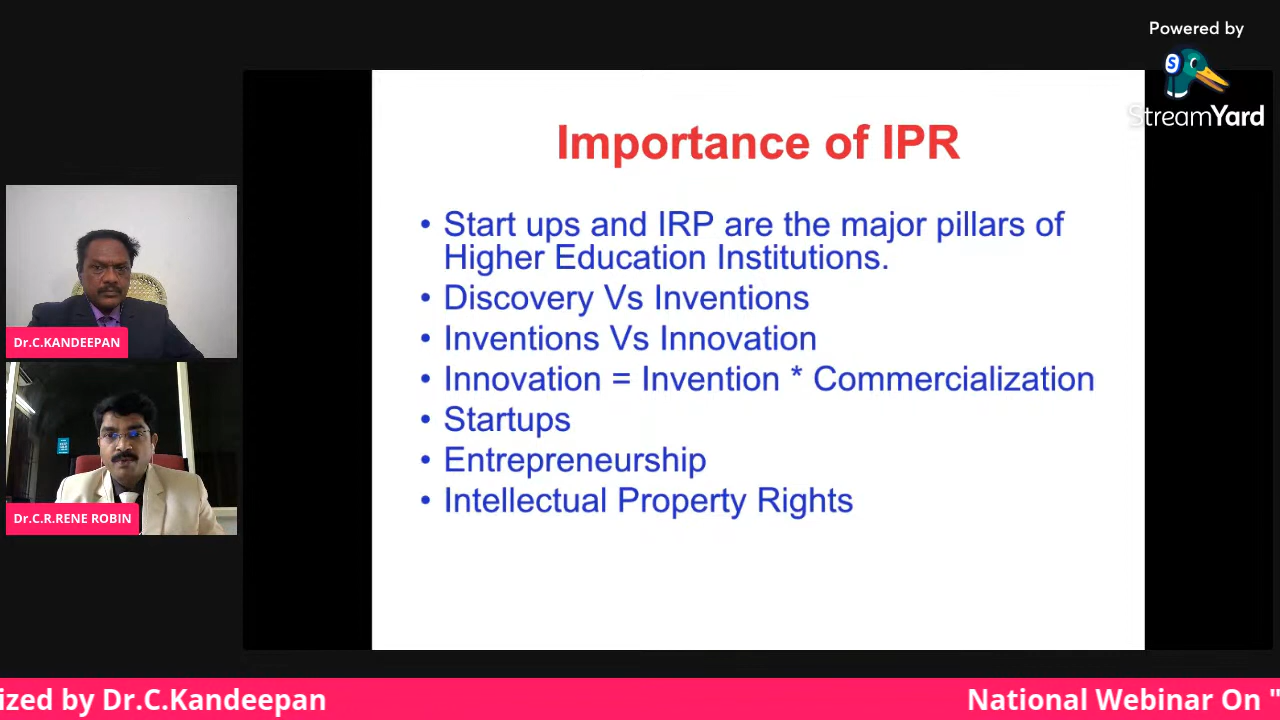 Powered by
StreamYard
Importance of IPR
• Start ups and IRP are the major pillars of
Higher Education Institutions.
• Discovery Vs Inventions
• Inventions Vs Innovation
• Innovation = Invention * Commercialization
• Startups
• Entrepreneurship
• Intellectual Property Rights
Dr.C.KANDEEPAN
Dr.C.R.RENE ROBIN
ized by Dr.C.Kandeepan
National Webinar On "